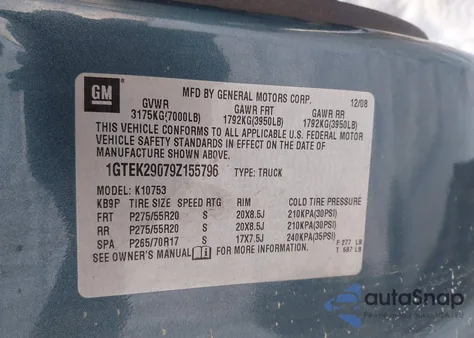 GM
MFD BY GENERAL MOTORS CORP. 12/08
GVWR GAWR FRT GAWR RR
3175KG(7000LB) 1792KG(3950LB) 1792KG(3950LB)
THIS VEHICLE CONFORMS TO ALL APPLICABLE U.S. FEDERAL MOTOR
VEHICLE SAFETY STANDARDS IN EFFECT ON THE DATE OF
MANUFACTURE SHOWN ABOVE.
1GTEK29079Z155796 TYPE: TRUCK
MODEL: K10753
KB9P TIRE SIZE SPEED RTG RIM COLD TIRE PRESSURE
FRT P275/55R20 S 20X8.5J 210KPA(30PSI)
RR P275/55R20 S 20X8.5J 210KPA(30PSI)
SPA P265/70R17 S 17X7.5J 240KPA(35PSI)
SEE OWNER'S MANUAL FOR MORE INFORMATION.
F 277 LB
T 587 LB
autoSnap